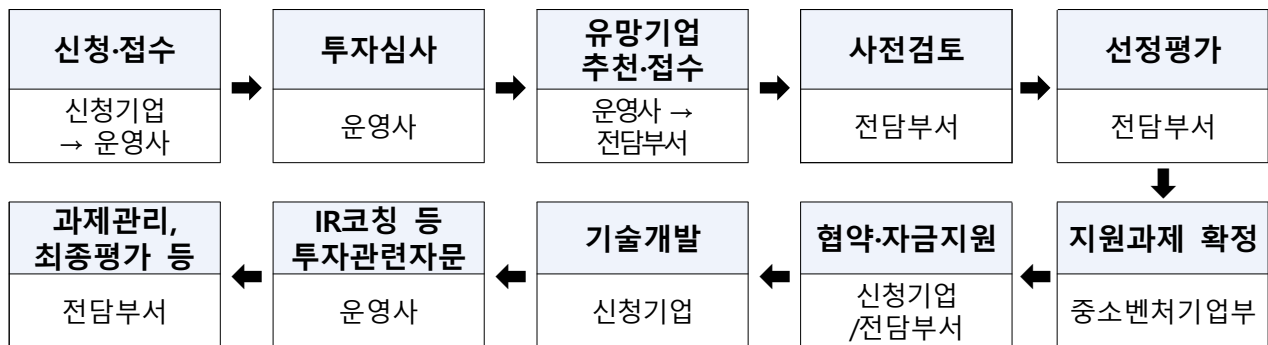 신청·접수
신청기업
→ 운영사
투자심사
운영사
유망기업
추천·접수
운영사 →
전담부서
사전검토
전담부서
선정평가
전담부서
지원과제 확정
중소벤처기업부
협약·자금지원
신청기업
/전담부서
기술개발
신청기업
IR코칭 등
투자관련자문
운영사
과제관리,
최종평가 등
전담부서